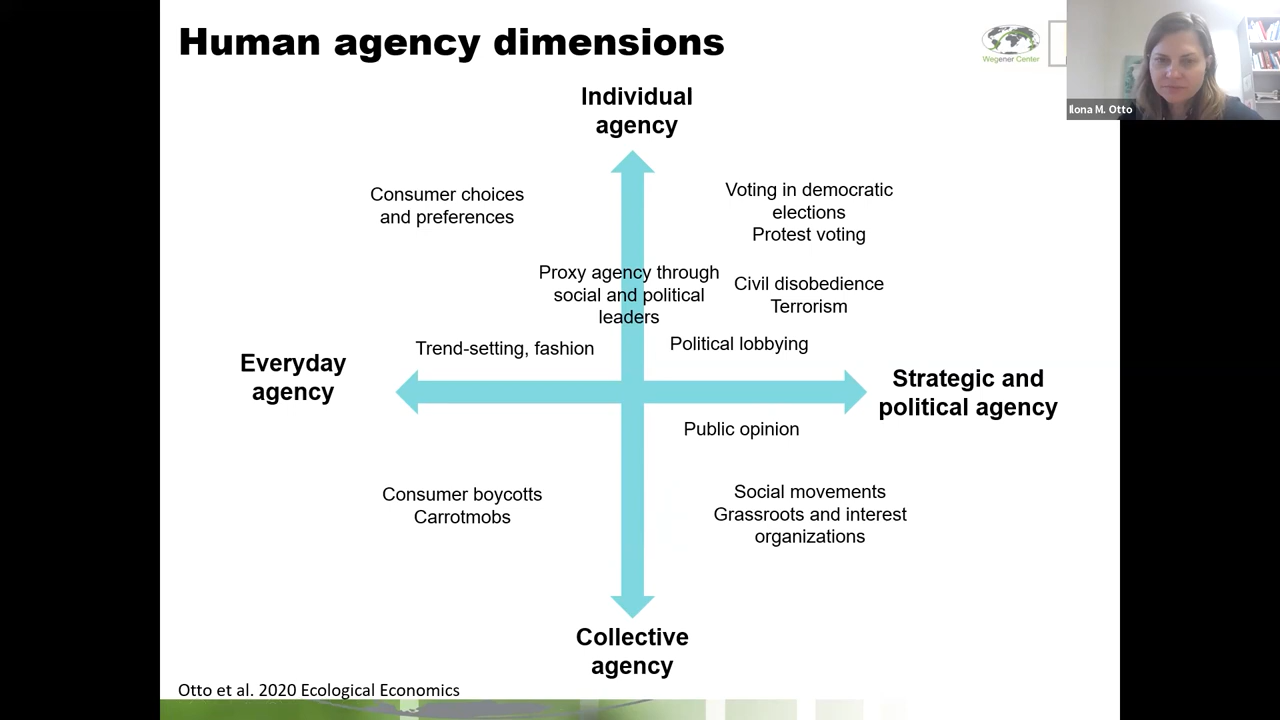 Human agency dimensions
Wegener Center
Ilona M. Otto
Individual
agency
Consumer choices
and preferences
Voting in democratic
elections
Protest voting
Proxy agency through
social and political
leaders
Civil disobedience
Terrorism
Trend-setting, fashion
Political lobbying
Everyday
agency
Strategic and
political agency
Public opinion
Consumer boycotts
Carrotmobs
Social movements
Grassroots and interest
organizations
Collective
agency
Otto et al. 2020 Ecological Economics